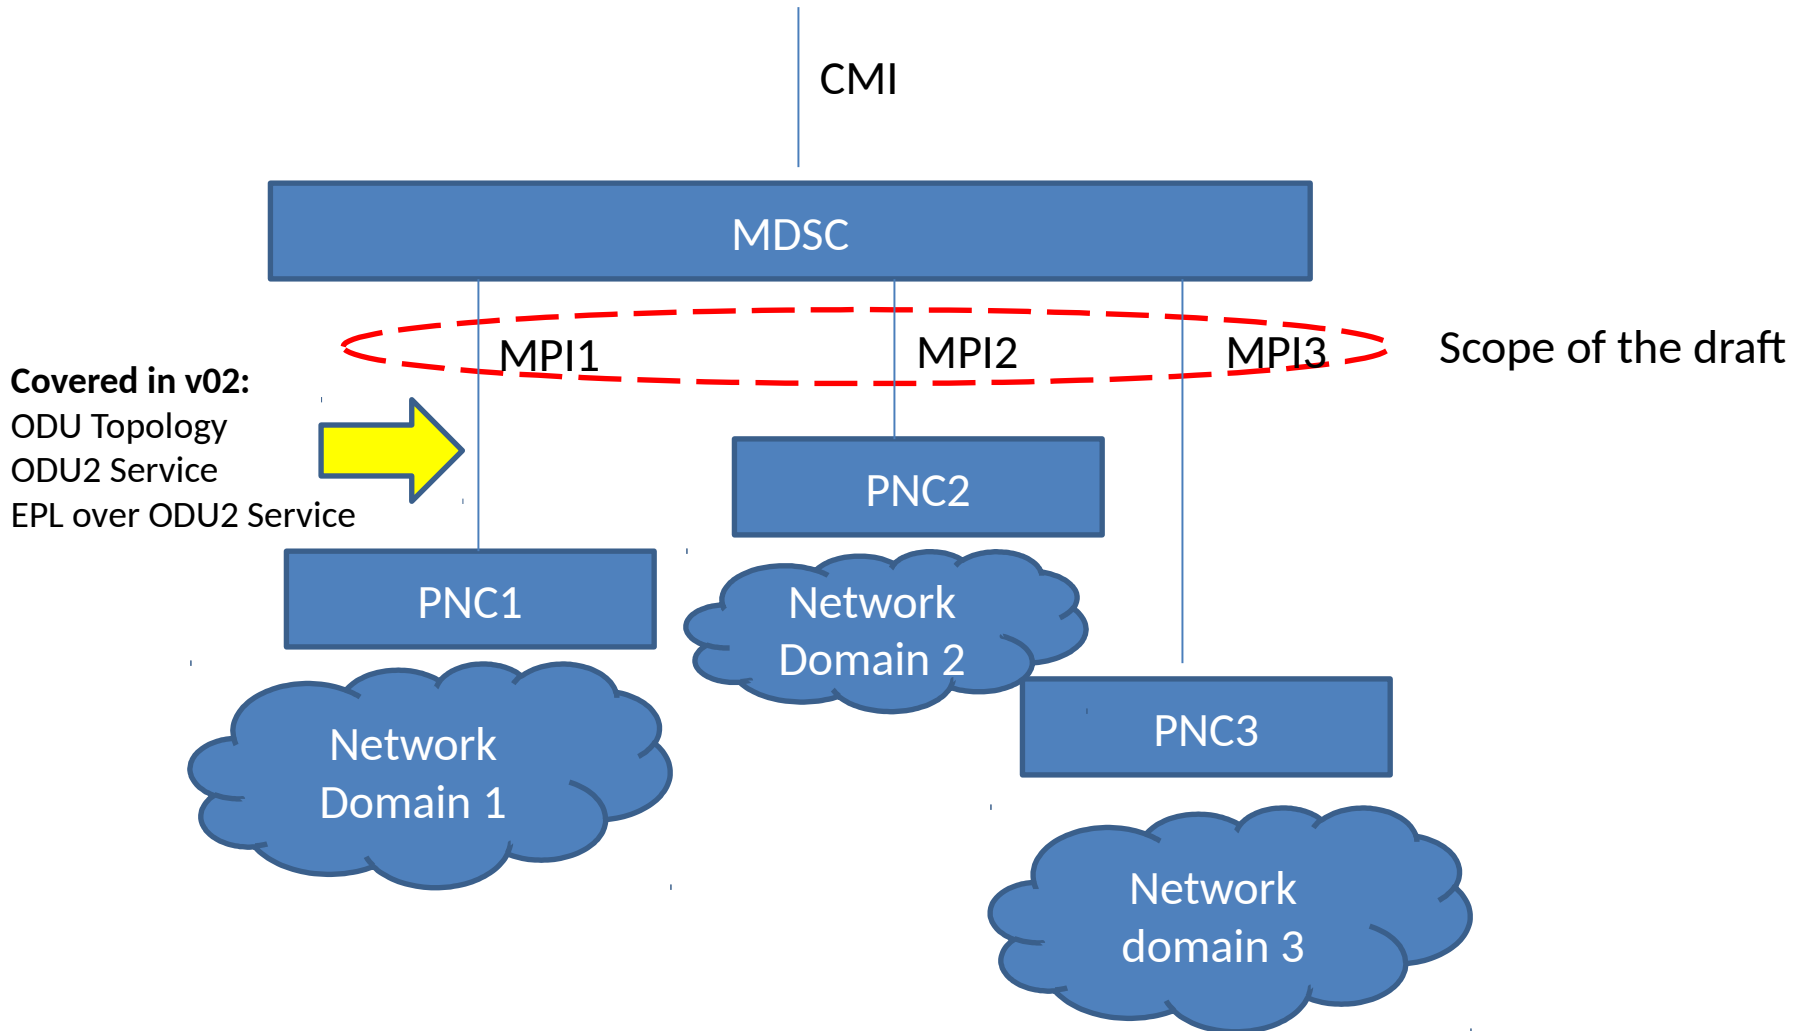 CMI
MDSC
MPI1
MPI2
MPI3
Scope of the draft
Covered in v02:
ODU Topology
ODU2 Service
EPL over ODU2 Service
PNC2
PNC1
Network
Domain 2
PNC3
Network
Domain 1
Network
domain 3